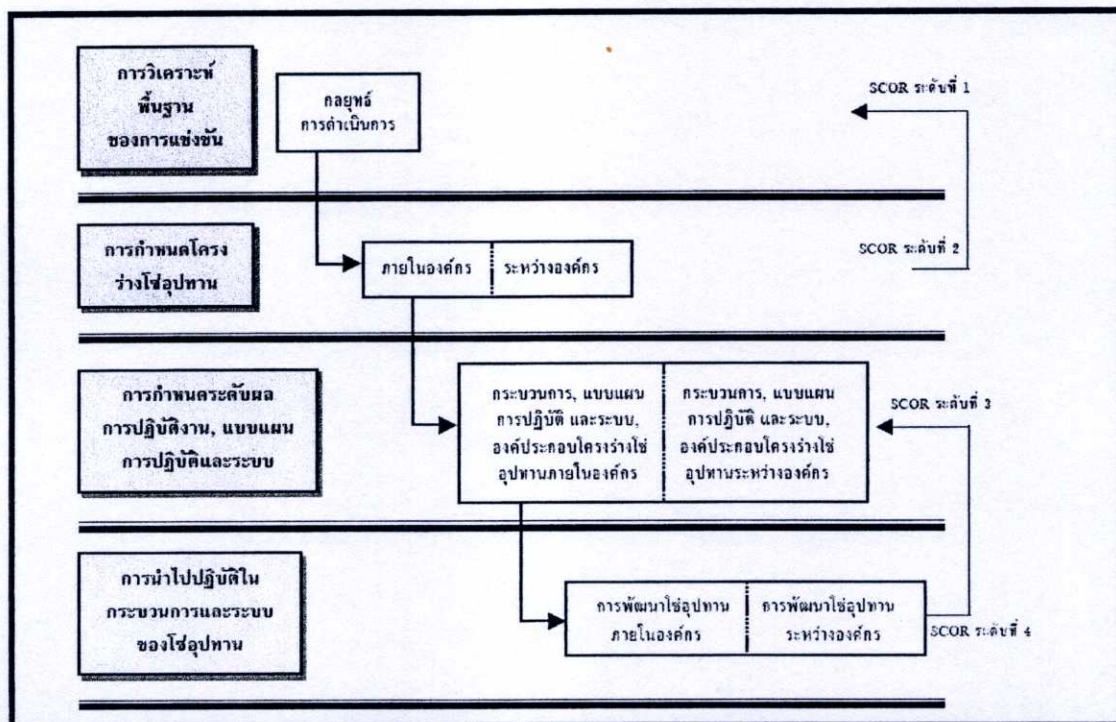 การวิเคราะห์
พื้นฐาน
ของการแข่งขัน
กลยุทธ์
การดำเนินการ
SCOR ระดับที่ 1
การกำหนดโครง
ร่างโซ่อุปทาน
ภายในองค์กร
ระหว่างองค์กร
SCOR ระดับที่ 2
การกำหนดระดับผล
การปฏิบัติงาน, แบบแผน
การปฏิบัติและระบบ
กระบวนการ, แบบแผน
การปฏิบัติ และระบบ,
องค์ประกอบโครงร่างโซ่
อุปทานภายในองค์กร
กระบวนการ, แบบแผน
การปฏิบัติ และระบบ,
องค์ประกอบโครงร่างโซ่
อุปทานระหว่างองค์กร
SCOR ระดับที่ 3
การนำไปปฏิบัติใน
กระบวนการและระบบ
ของโซ่อุปทาน
การพัฒนาโซ่อุปทาน
ภายในองค์กร
การพัฒนาโซ่อุปทาน
ระหว่างองค์กร
SCOR ระดับที่ 4